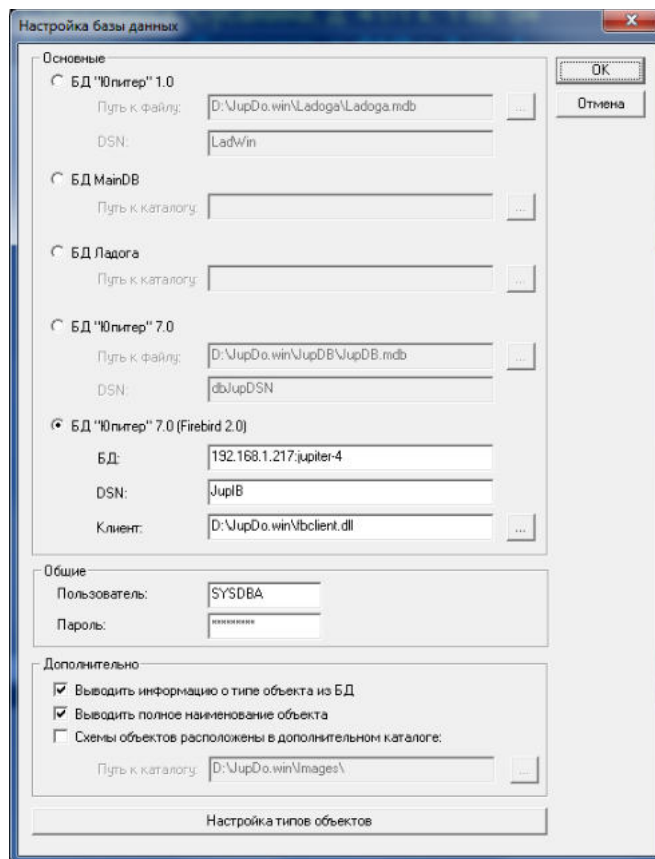 Настройка базы данных
Основные
OK
Отмена
БД "Юпитер" 1.0
Путь к файлу: D:\JupDo.win\Ladoga\Ladoga.mdb ...
DSN: LadWin
БД MainDB
Путь к каталогу: ...
БД Ладога
Путь к каталогу: ...
БД "Юпитер" 7.0
Путь к файлу: D:\JupDo.win\JupDB\JupDB.mdb ...
DSN: dbJupDSN
БД "Юпитер" 7.0 (Firebird 2.0)
БД: 192.168.1.217:jupiter-4
DSN: JupIB
Клиент: D:\JupDo.win\fbclient.dll ...
Общие
Пользователь: SYSDBA
Пароль: *********
Дополнительно
Выводить информацию о типе объекта из БД
Выводить полное наименование объекта
Схемы объектов расположены в дополнительном каталоге:
Путь к каталогу: D:\JupDo.win\Images\ ...
Настройка типов объектов